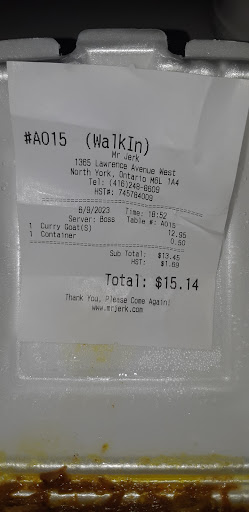 #A015 (WalkIn)
Mr Jerk
1365 Lawrence Avenue West
North York, Ontario M6L 1A4
Tel: (416)248-6609
HST#: 745784009
8/9/2023 Time: 18:52
Server: Boss Table #: A015
1 Curry Goat(S) 12.95
1 Container 0.50
Sub Total: $13.45
HST: $1.69
Total: $15.14
Thank You, Please Come Again!
www.mrjerk.com